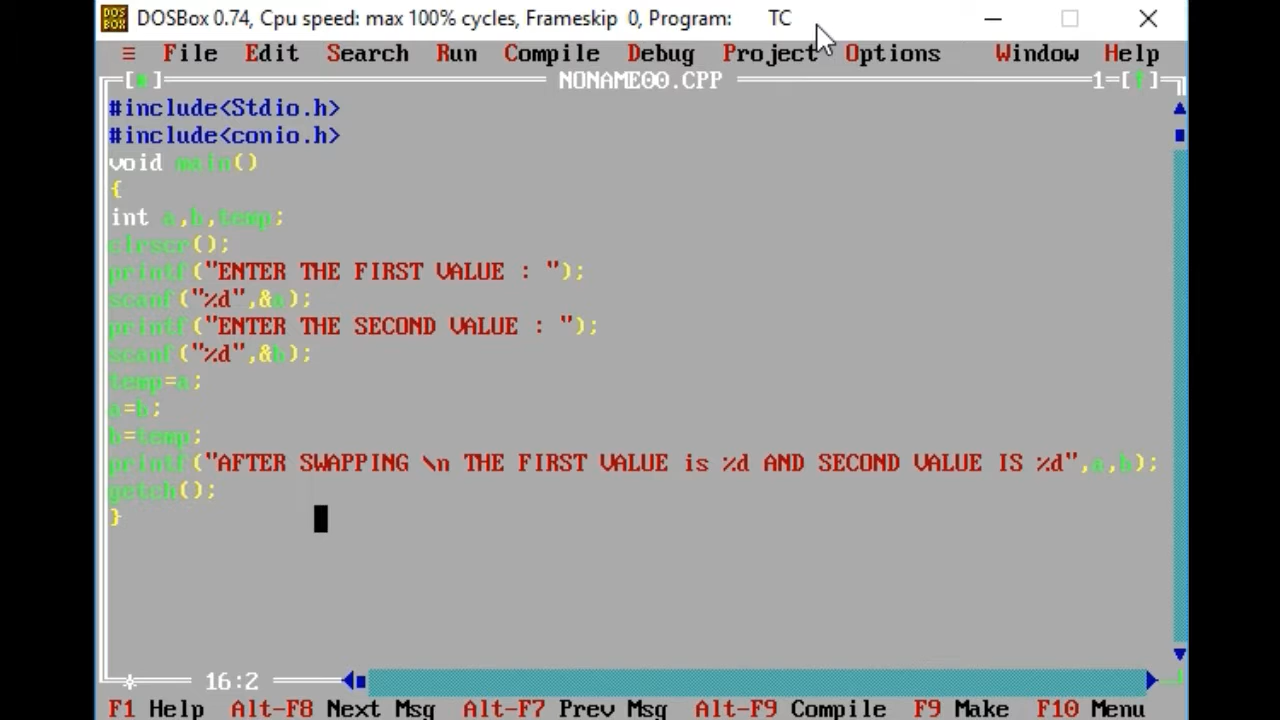 DOSBox 0.74, Cpu speed: max 100% cycles, Frameskip 0, Program: TC
≡ File Edit Search Run Compile Debug Project Options Window Help
NONAME00.CPP 1
#include<Stdio.h>
#include<conio.h>
void main()
{
int a,b,temp;
clrscr();
printf("ENTER THE FIRST VALUE : ");
scanf("%d",&a);
printf("ENTER THE SECOND VALUE : ");
scanf("%d",&b);
temp=a;
a=b;
b=temp;
printf("AFTER SWAPPING \n THE FIRST VALUE is %d AND SECOND VALUE IS %d",a,b);
getch();
}
16:2
F1 Help Alt-F8 Next Msg Alt-F7 Prev Msg Alt-F9 Compile F9 Make F10 Menu